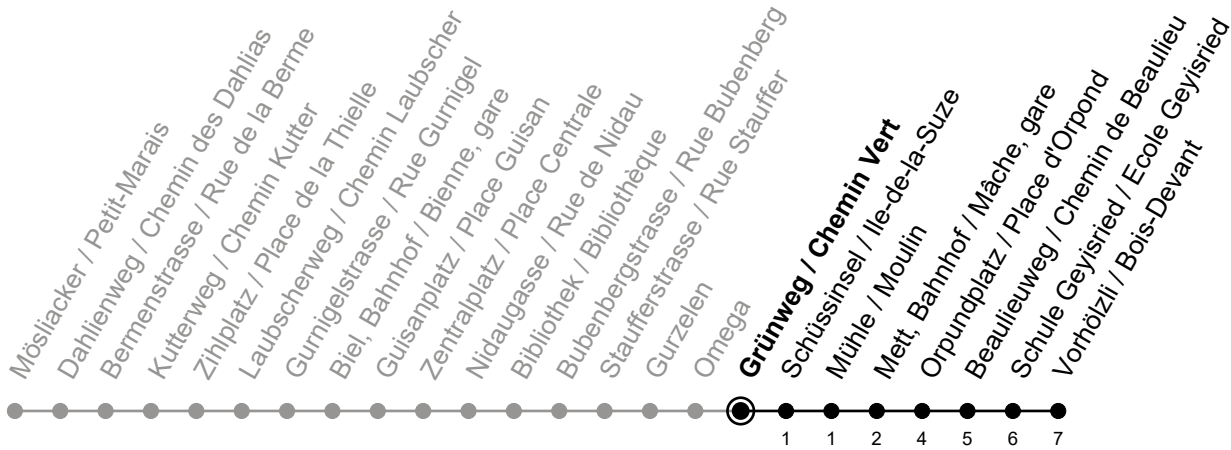 Mösliacker / Petit-Marais
Dahlienweg / Chemin des Dahlias
Bermenstrasse / Rue de la Berme
Kutterweg / Chemin Kutter
Zihlplatz / Place de la Thielle
Laubscherweg / Chemin Laubscher
Gurnigelstrasse / Rue Gurnigel
Biel, Bahnhof / Bienne, gare
Guisanplatz / Place Guisan
Zentralplatz / Place Centrale
Nidaugasse / Rue de Nidau
Bibliothek / Bibliothèque
Bubenbergstrasse / Rue Bubenberg
Staufferstrasse / Rue Stauffer
Gurzelen
Omega
Grünweg / Chemin Vert
Schüssinsel / Ile-de-la-Suze
Mühle / Moulin
Mett, Bahnhof / Mâche, gare
Orpundplatz / Place d'Orpond
Beaulieuweg / Chemin de Beaulieu
Schule Geyisried / Ecole Geyisried
Vorhölzli / Bois-Devant
1 1 2 4 5 6 7